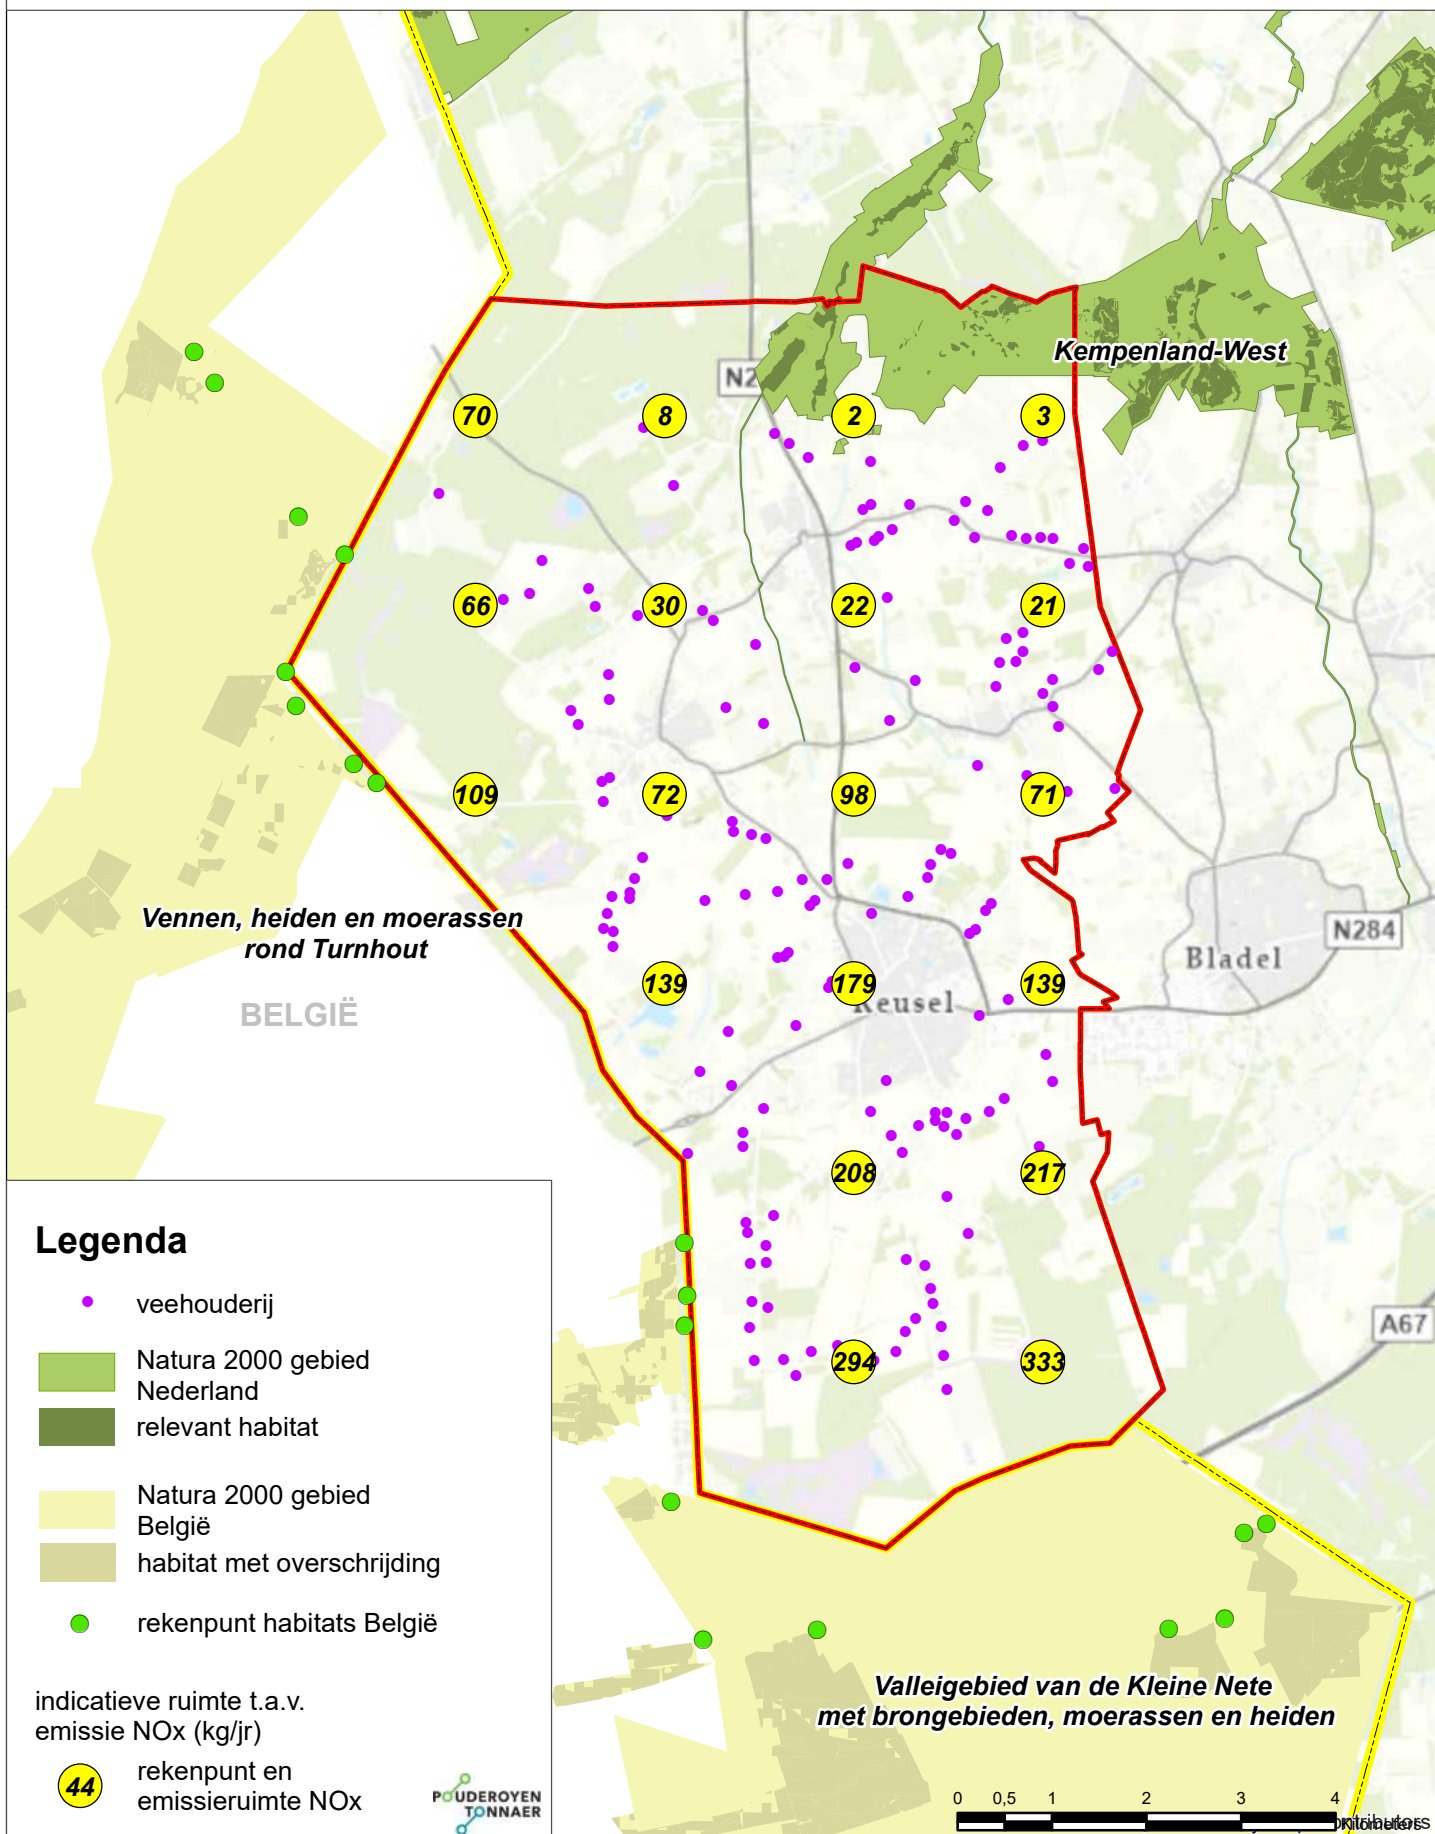 N2
Kempenland-West
70
8
2
3
66
30
22
21
109
72
98
71
Vennen, heiden en moerassen
rond Turnhout
BELGIË
N284
Bladel
139
179
139
Reusel
208
217
A67
294
333
Legenda
veehouderij
Natura 2000 gebied
Nederland
relevant habitat
Natura 2000 gebied
België
habitat met overschrijding
rekenpunt habitats België
indicatieve ruimte t.a.v.
emissie NOx (kg/jr)
44
rekenpunt en
emissieruimte NOx
POUDEROYEN
TONNAER
Valleigebied van de Kleine Nete
met brongebieden, moerassen en heiden
0 0,5 1 2 3 4
Kilometers